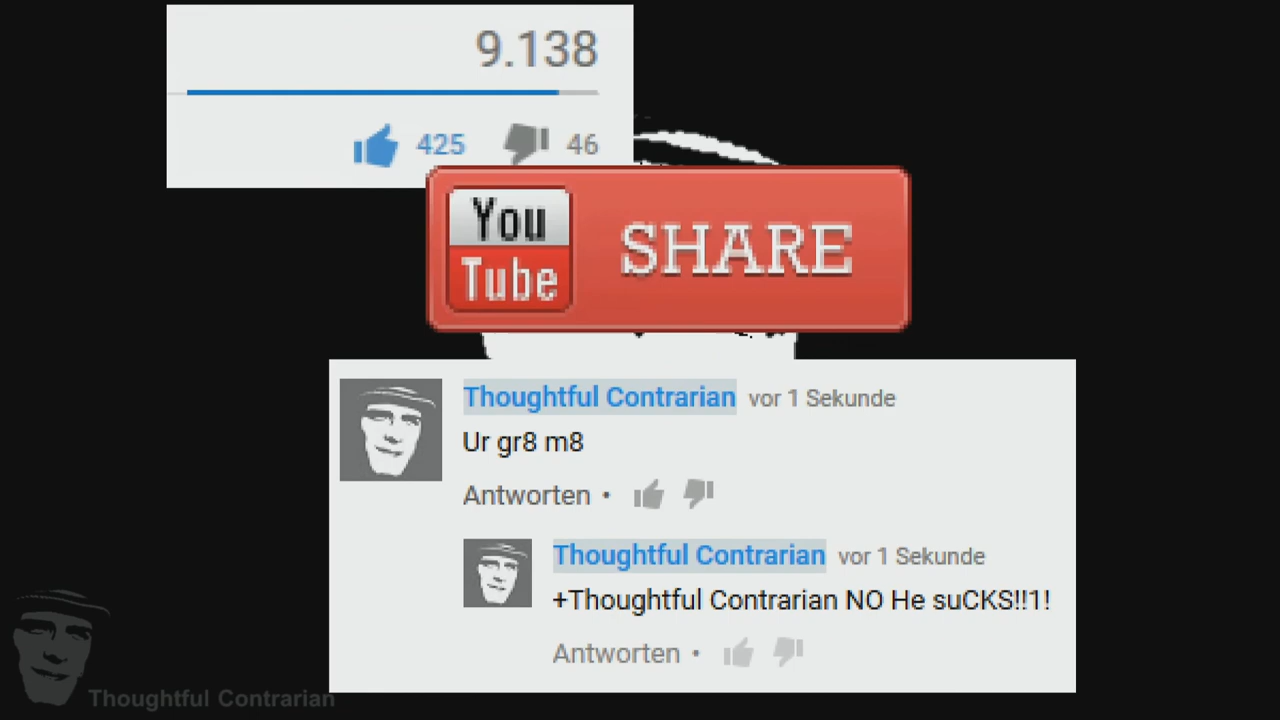 9.138
425 46
You
Tube
SHARE
Thoughtful Contrarian vor 1 Sekunde
Ur gr8 m8
Antworten •
Thoughtful Contrarian vor 1 Sekunde
+Thoughtful Contrarian NO He suCKS!!1!
Antworten •
Thoughtful Contrarian